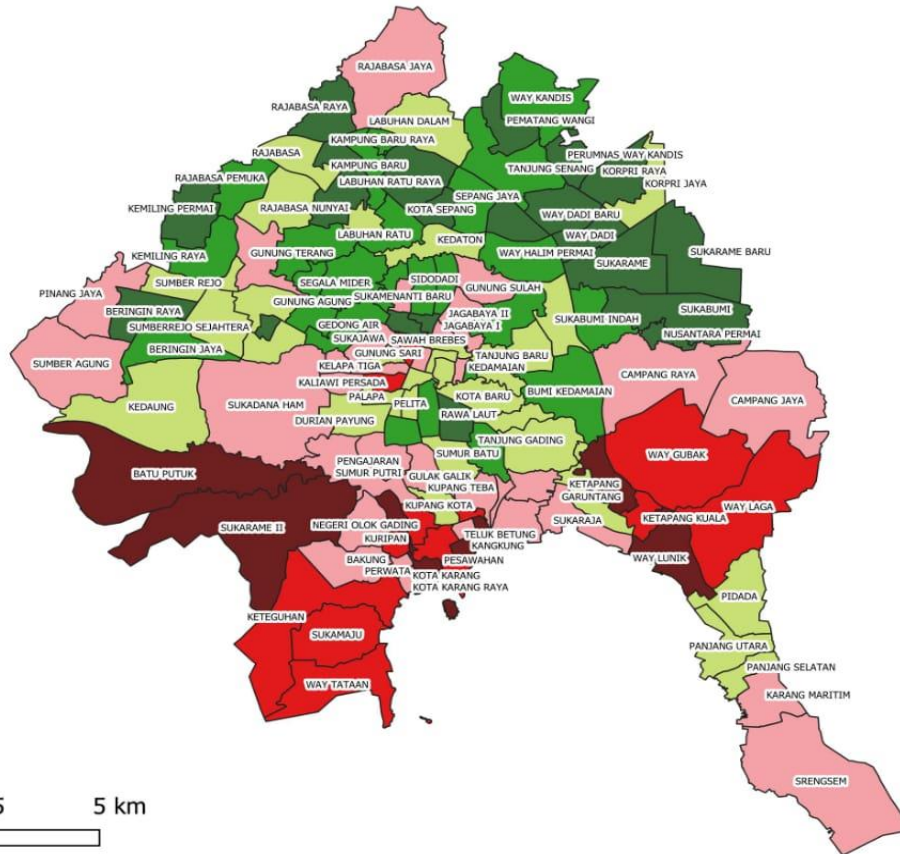 RAJABASA JAYA
WAY KANDIS
RAJABASA RAYA
PEMATANG WANGI
LABUHAN DALAM
KAMPUNG BARU RAYA
RAJABASA
PERUMNAS WAY KANDIS
KAMPUNG BARU
TANJUNG SENANG
KORPRI RAYA
RAJABASA PEMUKA
LABUHAN RATU RAYA
KORPRI JAYA
SEPANG JAYA
KEMILING PERMAI
RAJABASA NUNYAI
KOTA SEPANG
WAY DADI BARU
LABUHAN RATU
WAY DADI
KEDATON
KEMILING RAYA
GUNUNG TERANG
WAY HALIM PERMAI
SUKARAME BARU
SUKARAME
SUMBER REJO
SEGALA MIDER
SIDODADI
GUNUNG SULAH
PINANG JAYA
GUNUNG AGUNG
SUKAMENANTI BARU
BERINGIN RAYA
JAGABAYA II
SUKABUMI
SUMBERREJO SEJAHTERA
GEDONG AIR
JAGABAYA I
SUKABUMI INDAH
NUSANTARA PERMAI
SUKAJAWA
SAWAH BREBES
BERINGIN JAYA
GUNUNG SARI
TANJUNG BARU
SUMBER AGUNG
KELAPA TIGA
KEDAMAIAN
CAMPANG RAYA
KALIAWI PERSADA
BUMI KEDAMAIAN
PALAPA
KOTA BARU
CAMPANG JAYA
KEDAUNG
SUKADANA HAM
PELITA
RAWA LAUT
DURIAN PAYUNG
TANJUNG GADING
SUMUR BATU
WAY GUBAK
PENGAJARAN
BATU PUTUK
SUMUR PUTRI
GULAK GALIK
KETAPANG
KUPANG TEBA
GARUNTANG
KUPANG KOTA
WAY LAGA
SUKARAME II
NEGERI OLOK GADING
SUKARAJA
KETAPANG KUALA
KURIPAN
TELUK BETUNG
KANGKUNG
BAKUNG
PESAWAHAN
WAY LUNIK
PERWATA
KOTA KARANG
KOTA KARANG RAYA
PIDADA
KETEGUHAN
SUKAMAJU
PANJANG UTARA
PANJANG SELATAN
WAY TATAAN
KARANG MARITIM
SRENGSEM
5 km